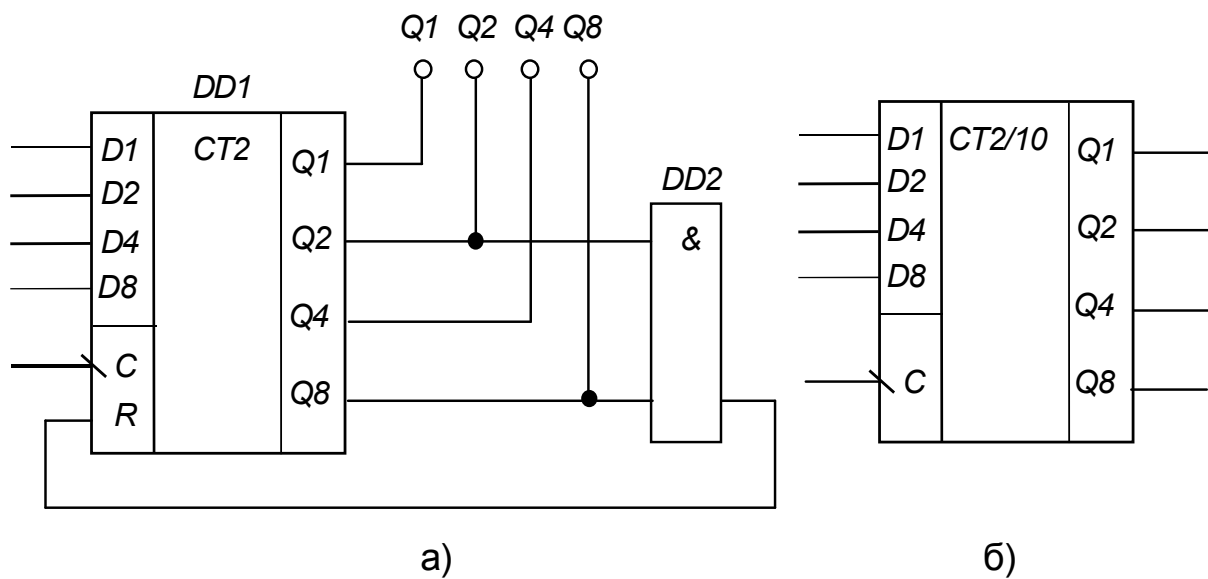 Q1 Q2 Q4 Q8
DD1
D1 CT2 Q1
D2
D4 Q2
D8
Q4
C
R Q8
DD2
&
D1 CT2/10 Q1
D2
D4 Q2
D8
Q4
C Q8
а) б)